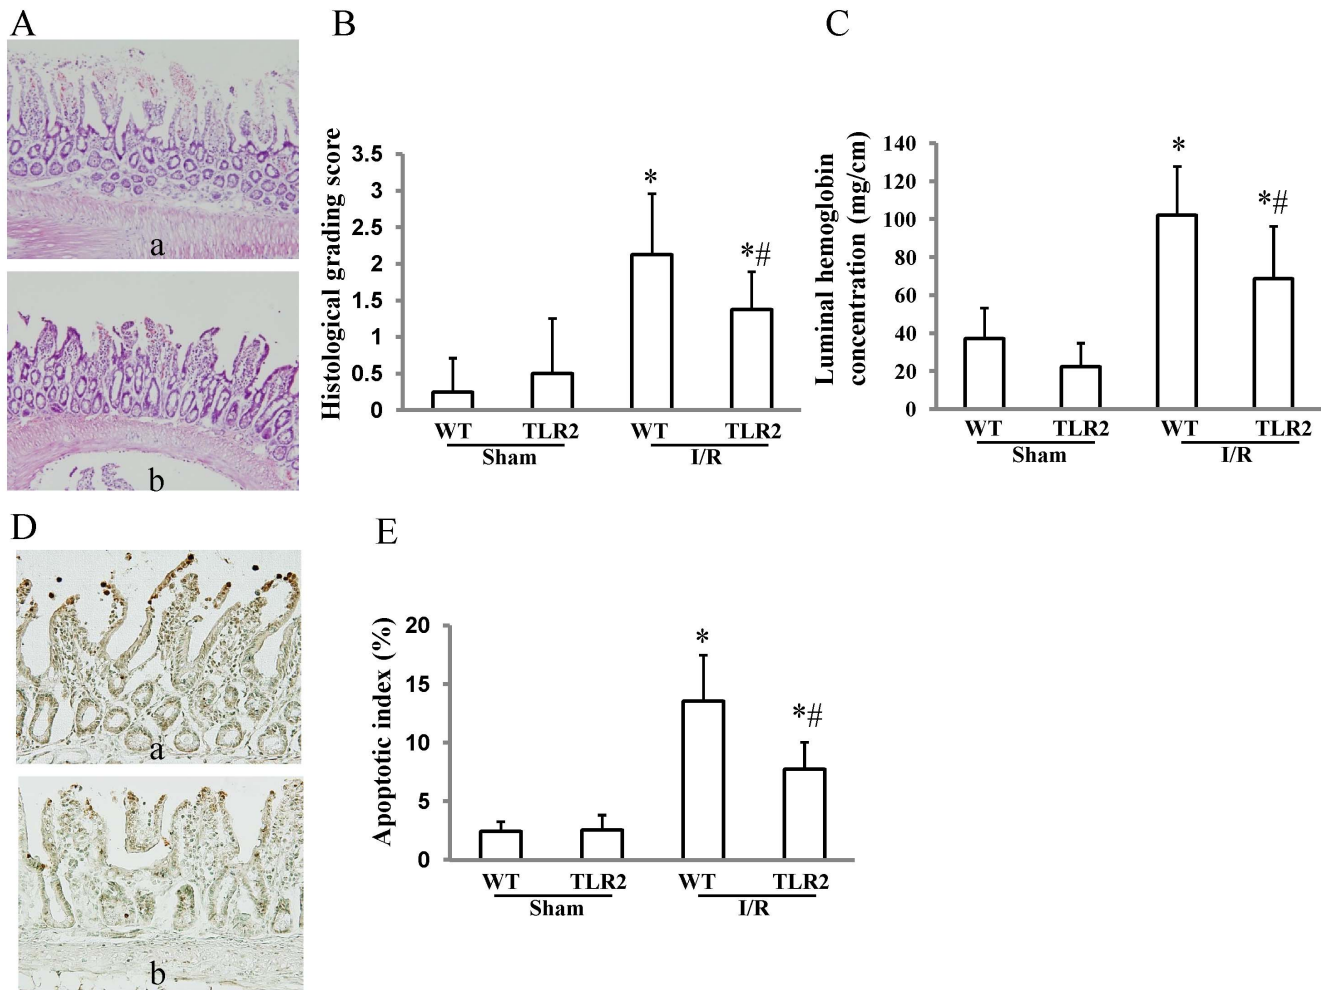 A
a
b
B
Histological grading score
3.5
3
2.5
2
1.5
1
0.5
0
*
*#
WT TLR2 WT TLR2
Sham I/R
C
Luminal hemoglobin
concentration (mg/cm)
140
120
100
80
60
40
20
0
*
*#
WT TLR2 WT TLR2
Sham I/R
D
a
b
E
Apoptotic index (%)
20
15
10
5
0
*
*#
WT TLR2 WT TLR2
Sham I/R